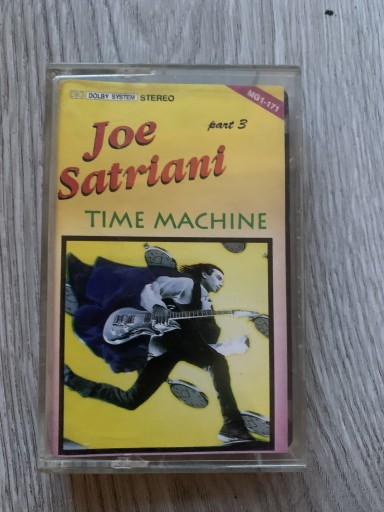 DOLBY SYSTEM STEREO
MG1-171
part 3
Joe
Satriani
TIME MACHINE